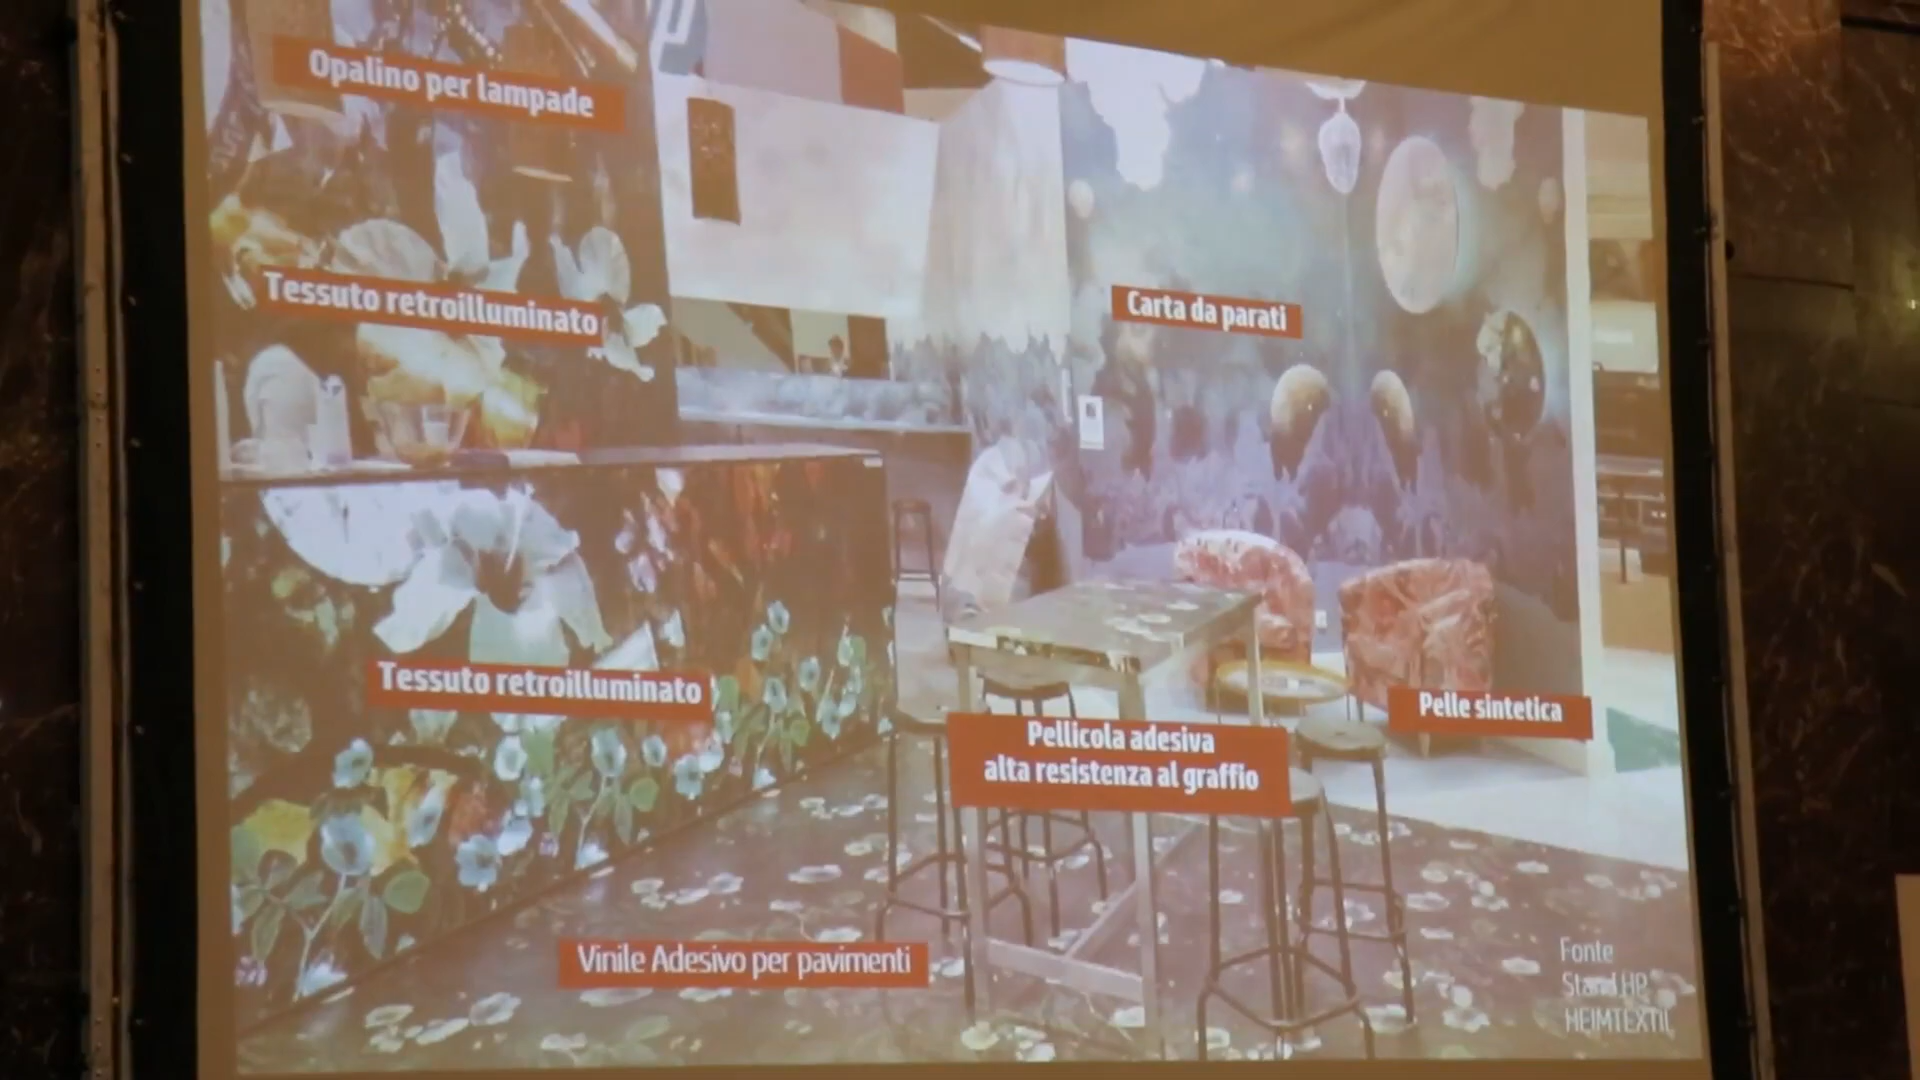 Opalino per lampade
Tessuto retroilluminato
Carta da parati
Tessuto retroilluminato
Pelle sintetica
Pellicola adesiva
alta resistenza al graffio
Vinile Adesivo per pavimenti
Fonte
Stand HP
HEIMTEXTIL